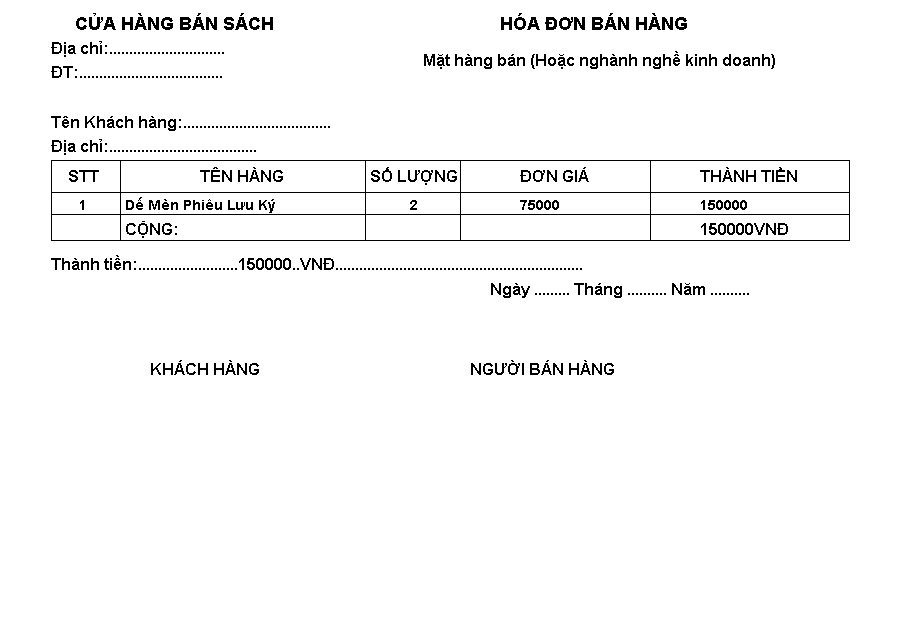 CỬA HÀNG BÁN SÁCH
HÓA ĐƠN BÁN HÀNG
Địa chỉ:.............................
ĐT:....................................
Mặt hàng bán (Hoặc nghành nghề kinh doanh)
Tên Khách hàng:.....................................
Địa chỉ:.....................................
STT TÊN HÀNG SỐ LƯỢNG ĐƠN GIÁ THÀNH TIỀN
1 Dế Mèn Phiêu Lưu Ký 2 75000 150000
CỘNG: 150000VNĐ
Thành tiền:.........................150000..VNĐ..............................................................
Ngày ......... Tháng .......... Năm ..........
KHÁCH HÀNG NGƯỜI BÁN HÀNG